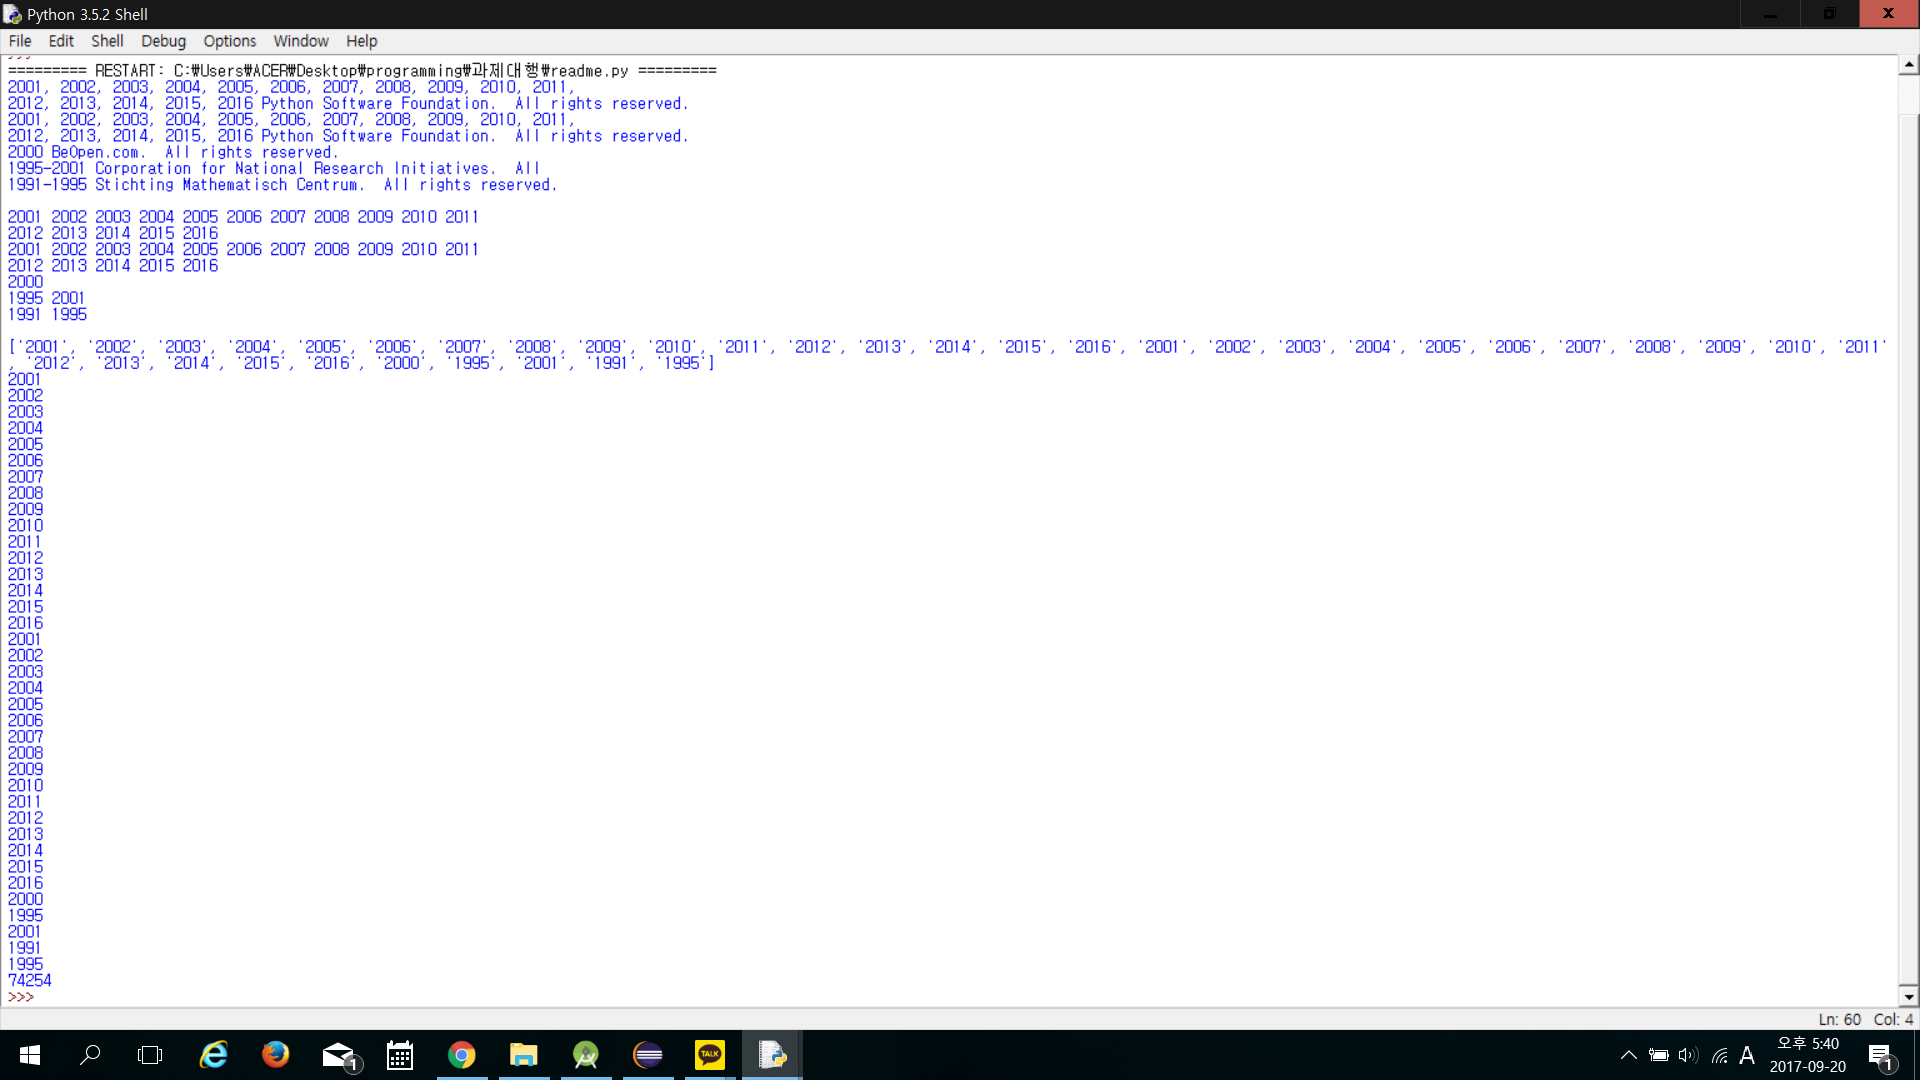 Python 3.5.2 Shell
File Edit Shell Debug Options Window Help
>>>
========= RESTART: C:₩Users₩ACER₩Desktop₩programming₩과제대행₩readme.py =========
2001, 2002, 2003, 2004, 2005, 2006, 2007, 2008, 2009, 2010, 2011,
2012, 2013, 2014, 2015, 2016 Python Software Foundation.  All rights reserved.
2001, 2002, 2003, 2004, 2005, 2006, 2007, 2008, 2009, 2010, 2011,
2012, 2013, 2014, 2015, 2016 Python Software Foundation.  All rights reserved.
2000 BeOpen.com.  All rights reserved.
1995-2001 Corporation for National Research Initiatives.  All
1991-1995 Stichting Mathematisch Centrum.  All rights reserved.
2001 2002 2003 2004 2005 2006 2007 2008 2009 2010 2011
2012 2013 2014 2015 2016
2001 2002 2003 2004 2005 2006 2007 2008 2009 2010 2011
2012 2013 2014 2015 2016
2000
1995 2001
1991 1995
['2001', '2002', '2003', '2004', '2005', '2006', '2007', '2008', '2009', '2010', '2011', '2012', '2013', '2014', '2015', '2016', '2001', '2002', '2003', '2004', '2005', '2006', '2007', '2008', '2009', '2010', '2011'
, '2012', '2013', '2014', '2015', '2016', '2000', '1995', '2001', '1991', '1995']
2001
2002
2003
2004
2005
2006
2007
2008
2009
2010
2011
2012
2013
2014
2015
2016
2001
2002
2003
2004
2005
2006
2007
2008
2009
2010
2011
2012
2013
2014
2015
2016
2000
1995
2001
1991
1995
74254
>>>
Ln: 60 Col: 4
1
TALK
A
오후 5:40
2017-09-20
1